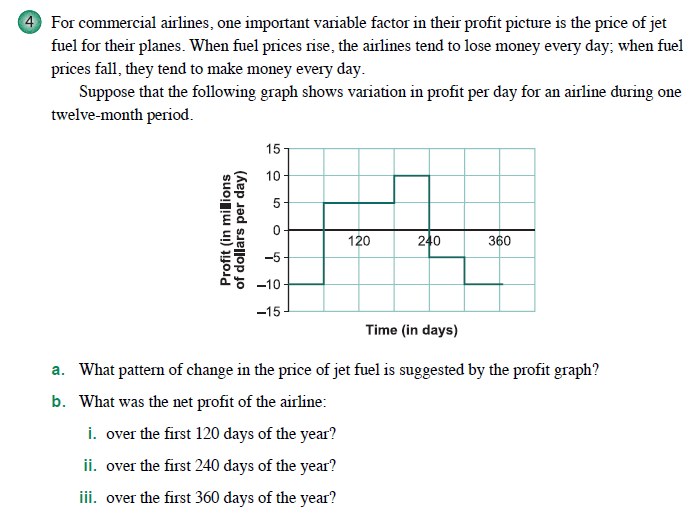 4 For commercial airlines, one important variable factor in their profit picture is the price of jet
fuel for their planes. When fuel prices rise, the airlines tend to lose money every day; when fuel
prices fall, they tend to make money every day.
Suppose that the following graph shows variation in profit per day for an airline during one
twelve-month period.
Profit (in millions
of dollars per day)
15
10
5
0
–5
–10
–15
120 240 360
Time (in days)
a. What pattern of change in the price of jet fuel is suggested by the profit graph?
b. What was the net profit of the airline:
i. over the first 120 days of the year?
ii. over the first 240 days of the year?
iii. over the first 360 days of the year?